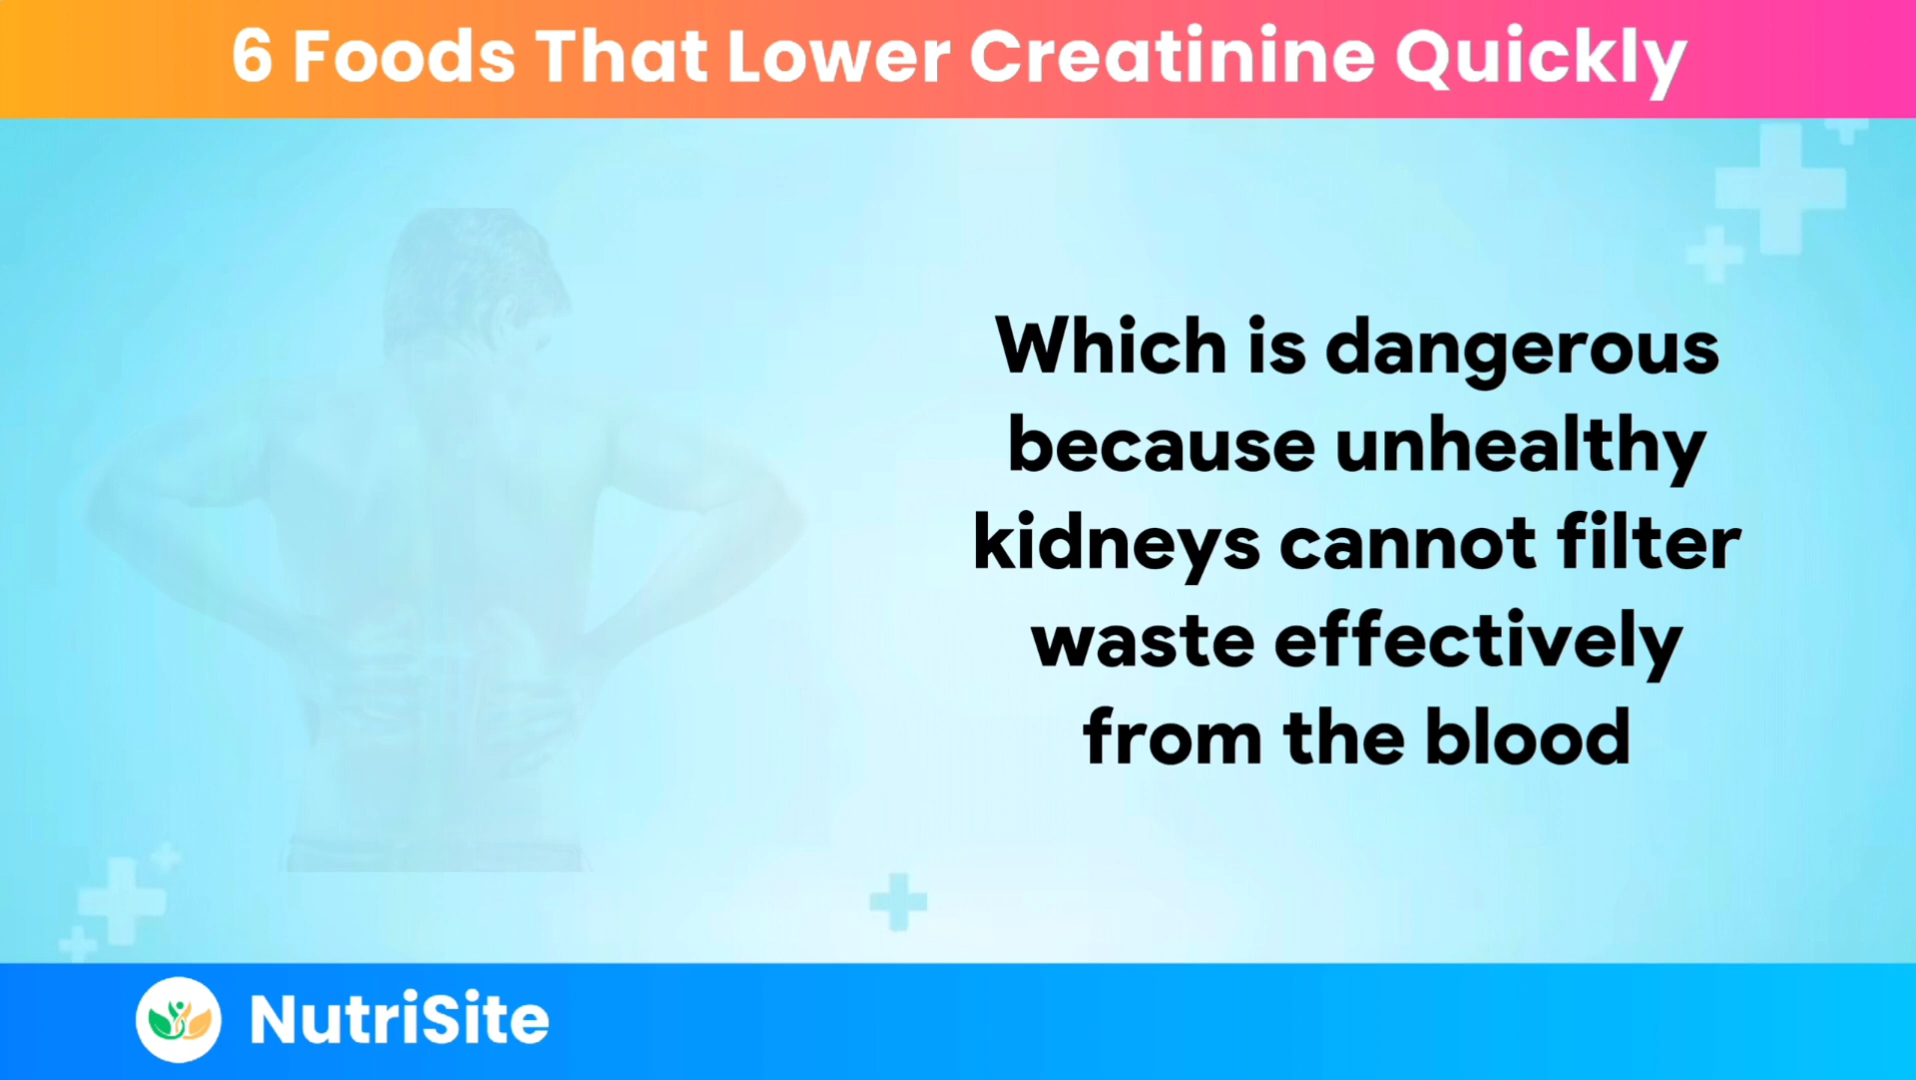 6 Foods That Lower Creatinine Quickly
Which is dangerous
because unhealthy
kidneys cannot filter
waste effectively
from the blood
NutriSite